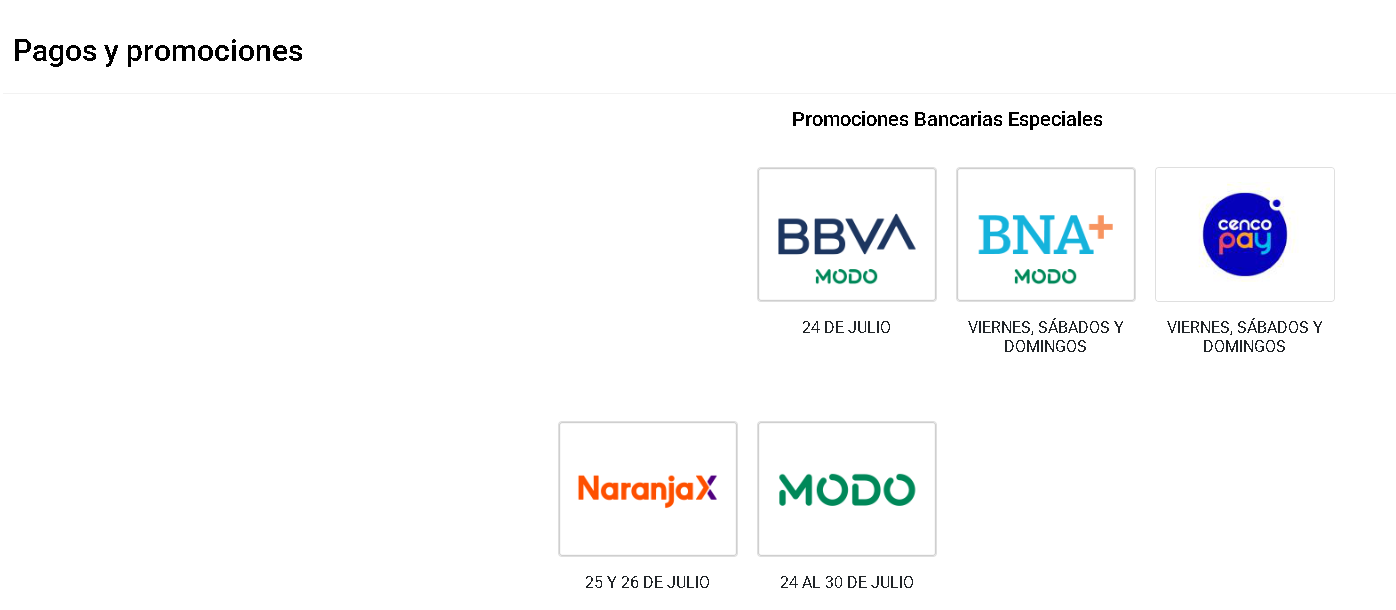 Pagos y promociones
Promociones Bancarias Especiales
BBVA
MODO
24 DE JULIO
BNA+
MODO
VIERNES, SÁBADOS Y
DOMINGOS
cenco
pay
VIERNES, SÁBADOS Y
DOMINGOS
NaranjaX
25 Y 26 DE JULIO
MODO
24 AL 30 DE JULIO